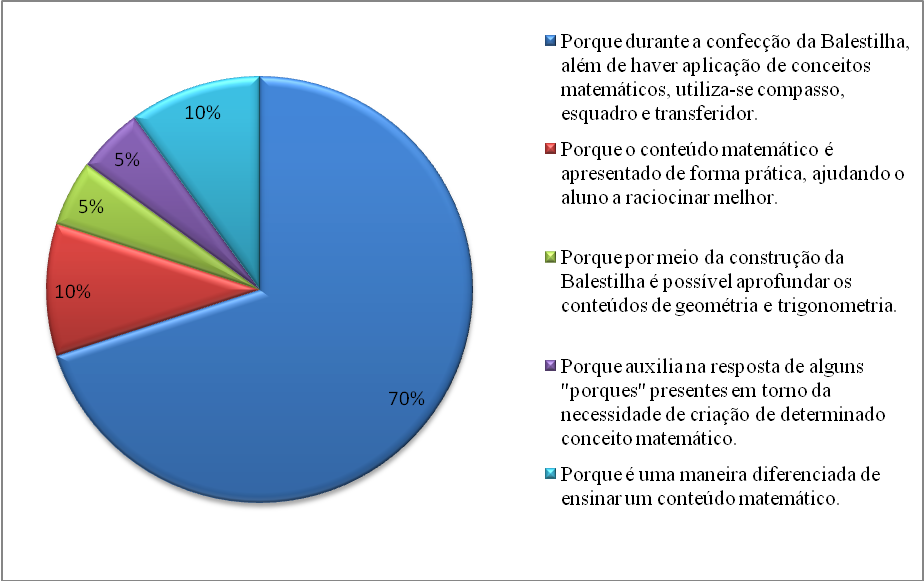 Porque durante a confecção da Balestilha,
além de haver aplicação de conceitos
matemáticos, utiliza-se compasso,
esquadro e transferidor.
Porque o conteúdo matemático é
apresentado de forma prática, ajudando o
aluno a raciocinar melhor.
Porque por meio da construção da
Balestilha é possível aprofundar os
conteúdos de geométria e trigonometria.
Porque auxilia na resposta de alguns
"porques" presentes em torno da
necessidade de criação de determinado
conceito matemático.
Porque é uma maneira diferenciada de
ensinar um conteúdo matemático.
10%
5%
5%
10%
70%